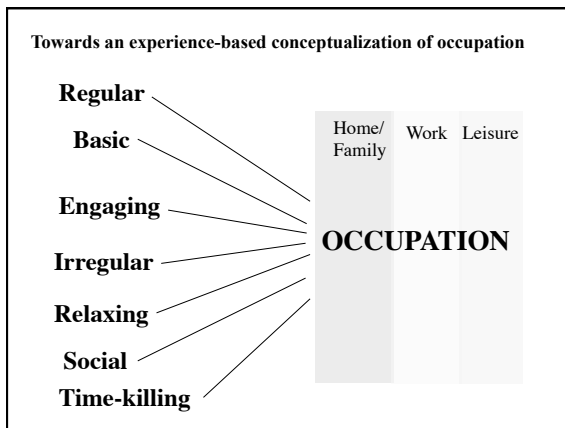 Towards an experience-based conceptualization of occupation
Regular
Basic
Engaging
Irregular
Relaxing
Social
Time-killing
Home/
Family
Work
Leisure
OCCUPATION